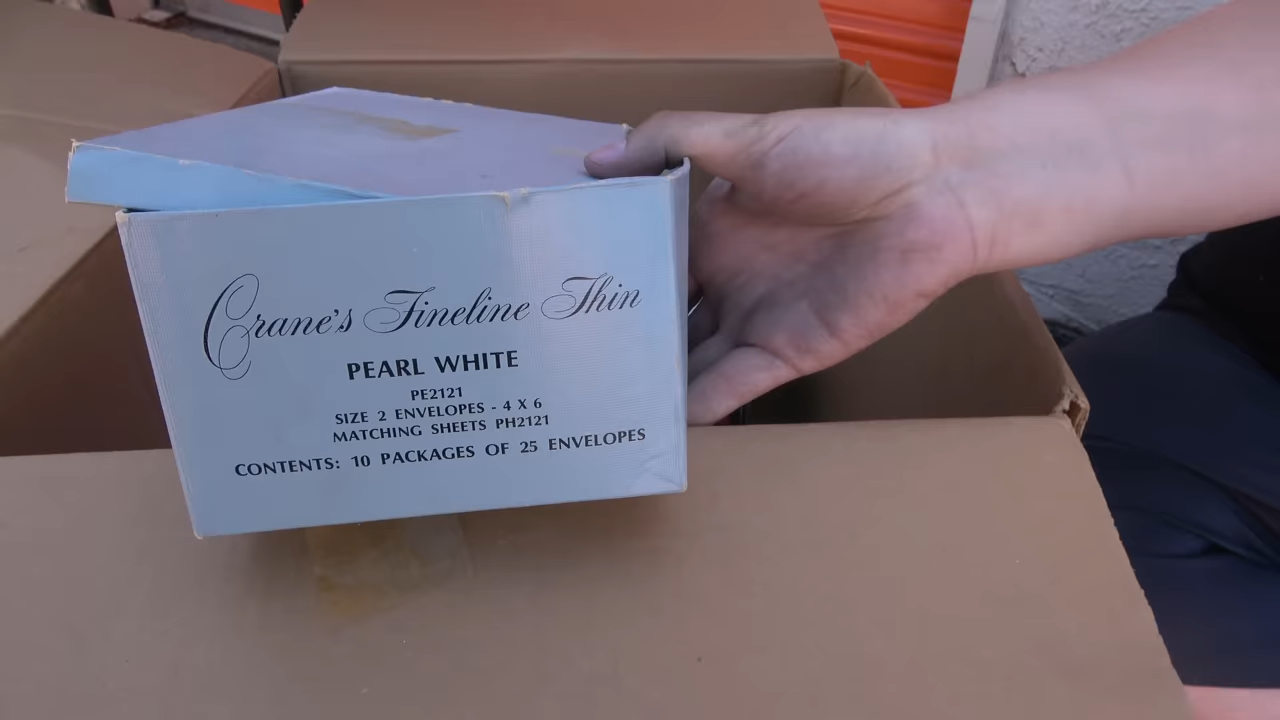 Crane's Fineline Thin
PEARL WHITE
PE2121
SIZE 2 ENVELOPES - 4 X 6
MATCHING SHEETS PH2121
CONTENTS: 10 PACKAGES OF 25 ENVELOPES